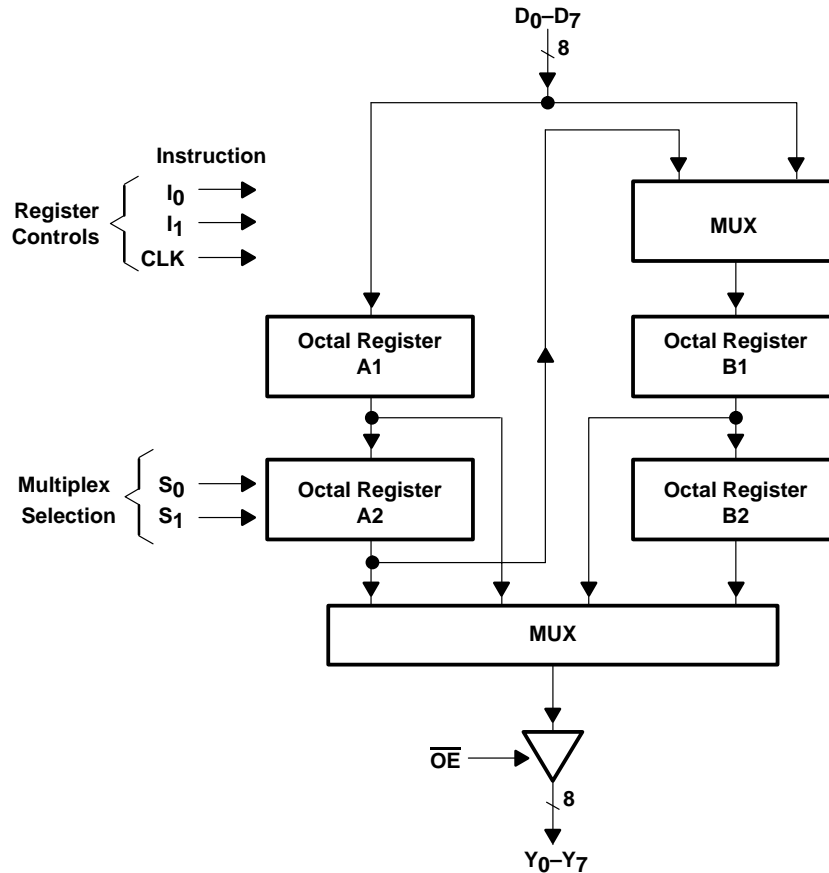 D0–D7
8
Instruction
Register
Controls
I0
I1
CLK
MUX
Octal Register
A1
Octal Register
B1
Multiplex
Selection
S0
S1
Octal Register
A2
Octal Register
B2
MUX
OE
8
Y0–Y7